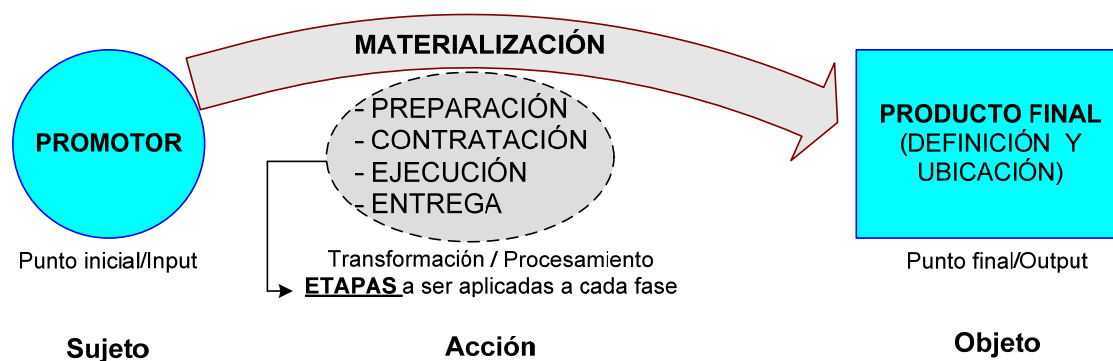 MATERIALIZACIÓN
PROMOTOR
- PREPARACIÓN
- CONTRATACIÓN
- EJECUCIÓN
- ENTREGA
PRODUCTO FINAL
(DEFINICIÓN Y
UBICACIÓN)
Punto inicial/Input
Transformación / Procesamiento
ETAPAS a ser aplicadas a cada fase
Punto final/Output
Sujeto
Acción
Objeto